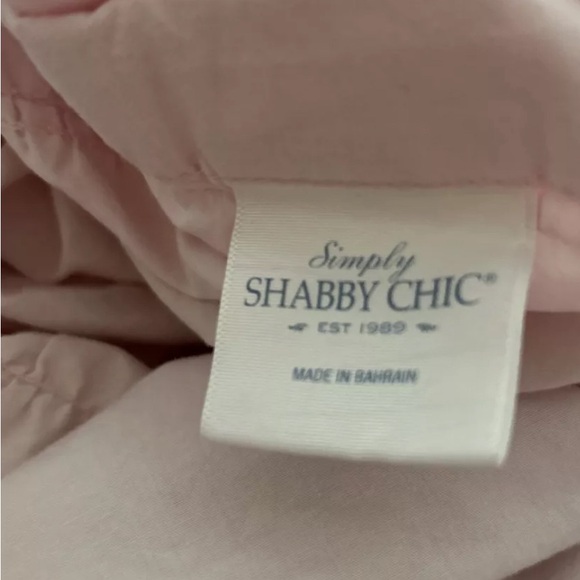 Simply
SHABBY CHIC®
EST 1989
MADE IN BAHRAIN